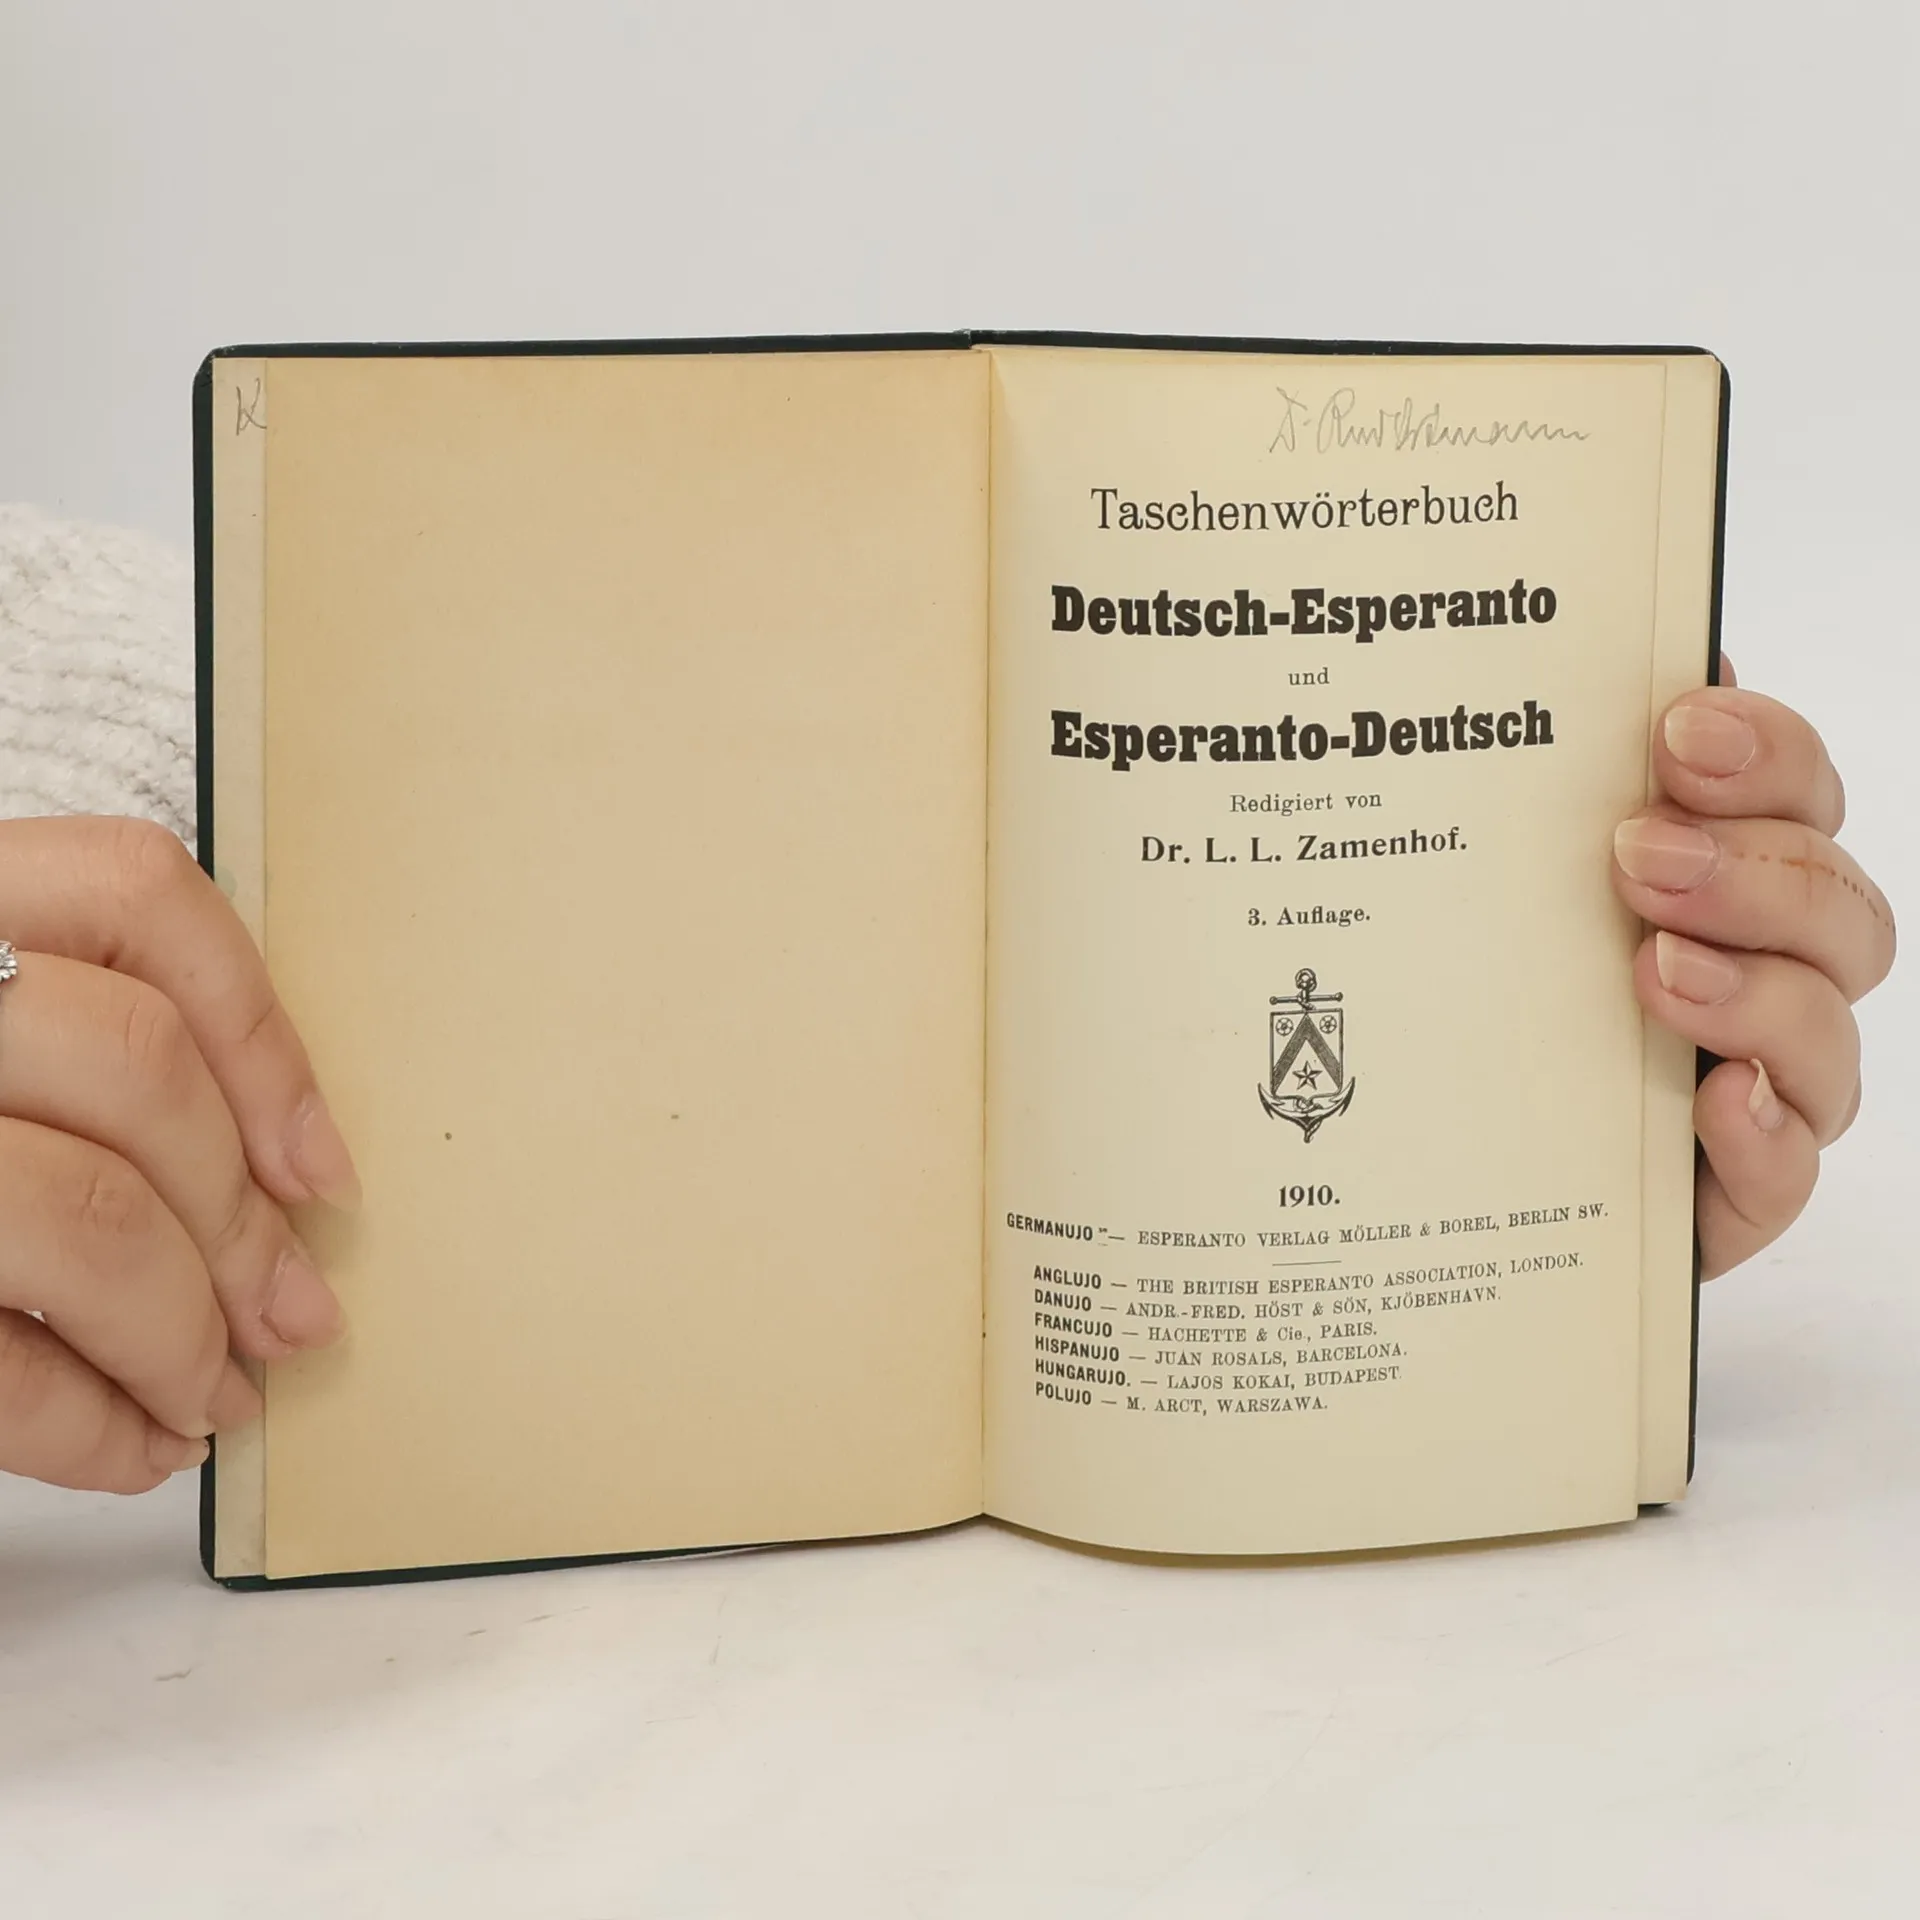 K
Dr. Rud
Taschenwörterbuch
Deutsch-Esperanto
und
Esperanto-Deutsch
Redigiert von
Dr. L. L. Zamenhof.
3. Auflage.
1910.
GERMANUJO — ESPERANTO VERLAG MÖLLER & BOREL, BERLIN SW.
ANGLUJO — THE BRITISH ESPERANTO ASSOCIATION, LONDON.
DANUJO — ANDR.-FRED. HÖST & SÖN, KJÖBENHAVN.
FRANCUJO — HACHETTE & Cie., PARIS.
HISPANUJO — JUAN ROSALS, BARCELONA.
HUNGARUJO. — LAJOS KOKAI, BUDAPEST.
POLUJO — M. ARCT, WARSZAWA.